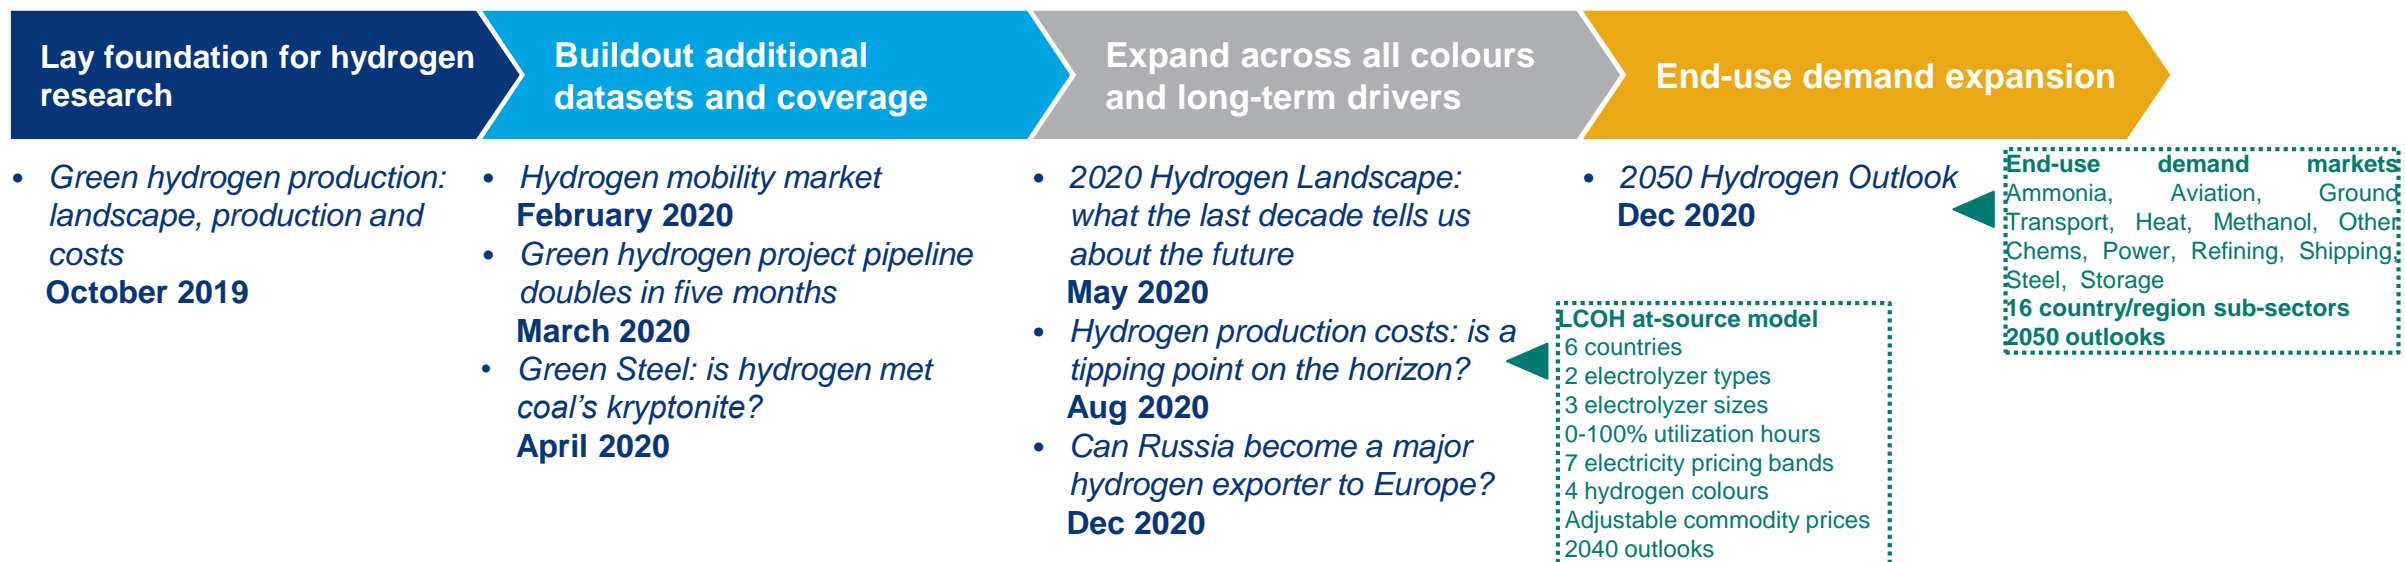 Lay foundation for hydrogen
research
Buildout additional
datasets and coverage
Expand across all colours
and long-term drivers
End-use demand expansion
• Green hydrogen production:
landscape, production and
costs
October 2019
• Hydrogen mobility market
February 2020
• Green hydrogen project pipeline
doubles in five months
March 2020
• Green Steel: is hydrogen met
coal’s kryptonite?
April 2020
• 2020 Hydrogen Landscape:
what the last decade tells us
about the future
May 2020
• Hydrogen production costs: is a
tipping point on the horizon?
Aug 2020
• Can Russia become a major
hydrogen exporter to Europe?
Dec 2020
LCOH at-source model
6 countries
2 electrolyzer types
3 electrolyzer sizes
0-100% utilization hours
7 electricity pricing bands
4 hydrogen colours
Adjustable commodity prices
2040 outlooks
• 2050 Hydrogen Outlook
Dec 2020
End-use demand markets
Ammonia, Aviation, Ground
Transport, Heat, Methanol, Other
Chems, Power, Refining, Shipping,
Steel, Storage
16 country/region sub-sectors
2050 outlooks